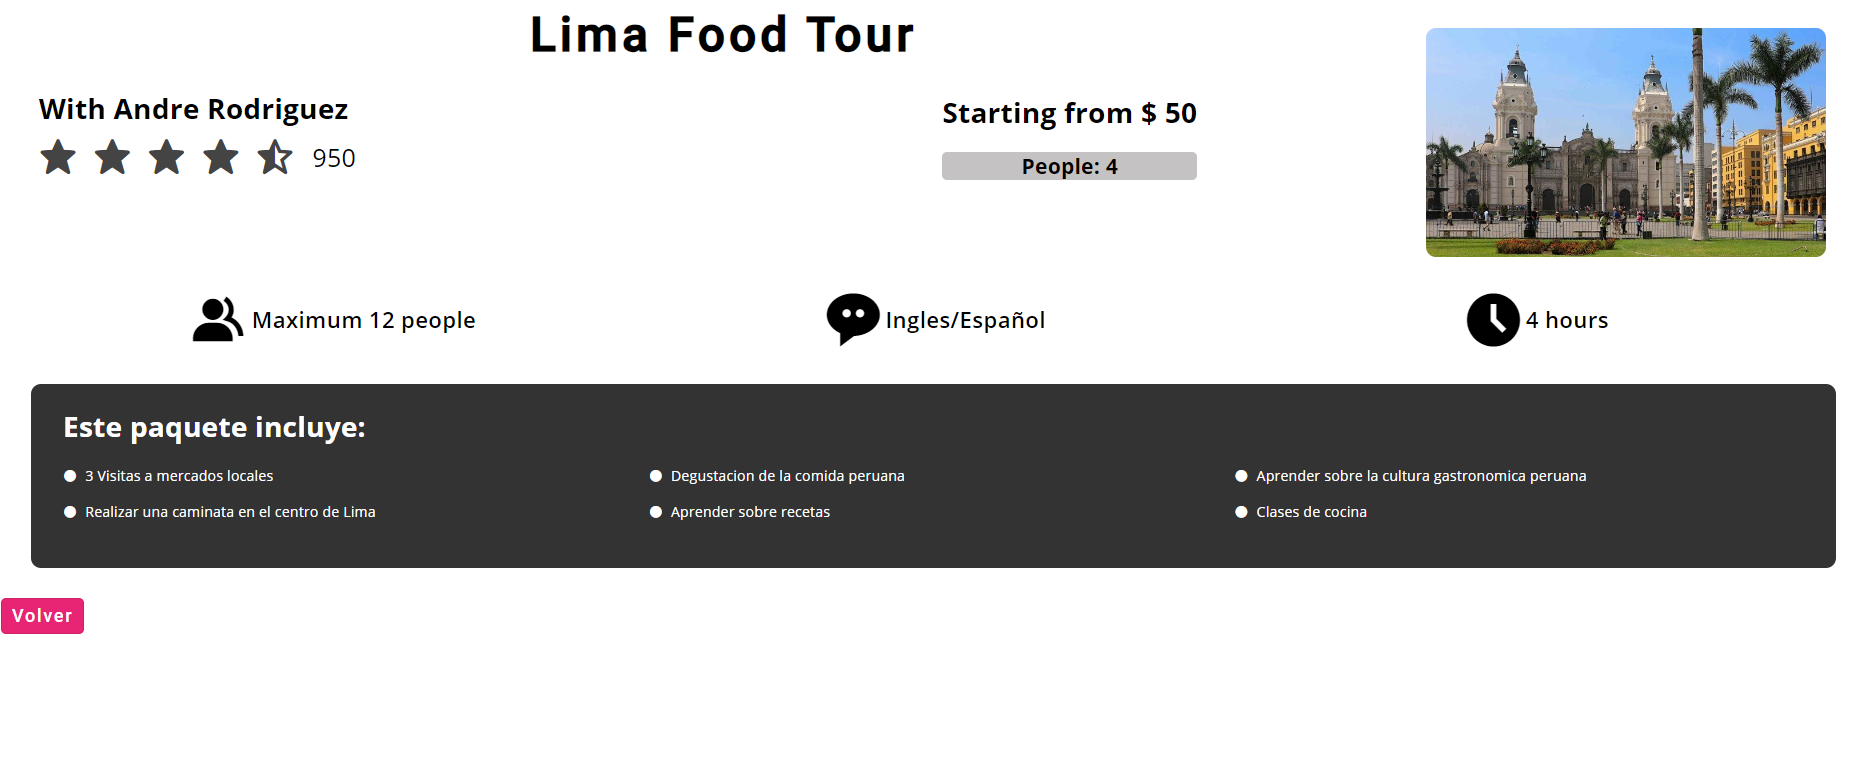 Lima Food Tour
With Andre Rodriguez
950
Starting from $ 50
People: 4
Maximum 12 people
Ingles/Español
4 hours
Este paquete incluye:
3 Visitas a mercados locales
Degustacion de la comida peruana
Aprender sobre la cultura gastronomica peruana
Realizar una caminata en el centro de Lima
Aprender sobre recetas
Clases de cocina
Volver